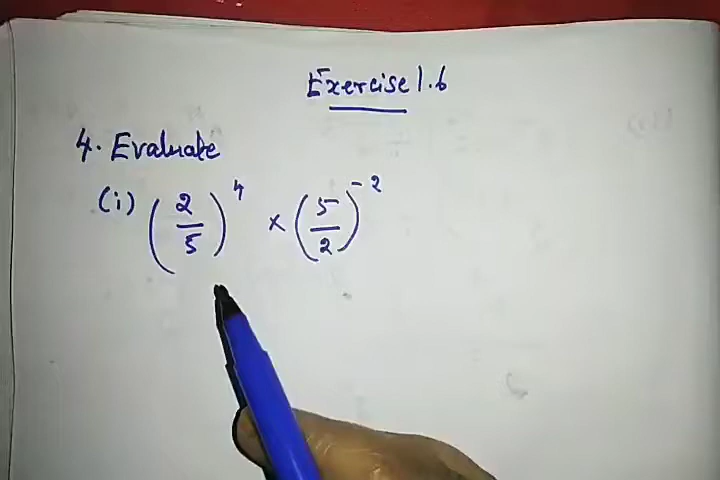 Exercise 1.6
4. Evaluate
(i) (2/5)^4 × (5/2)^-2